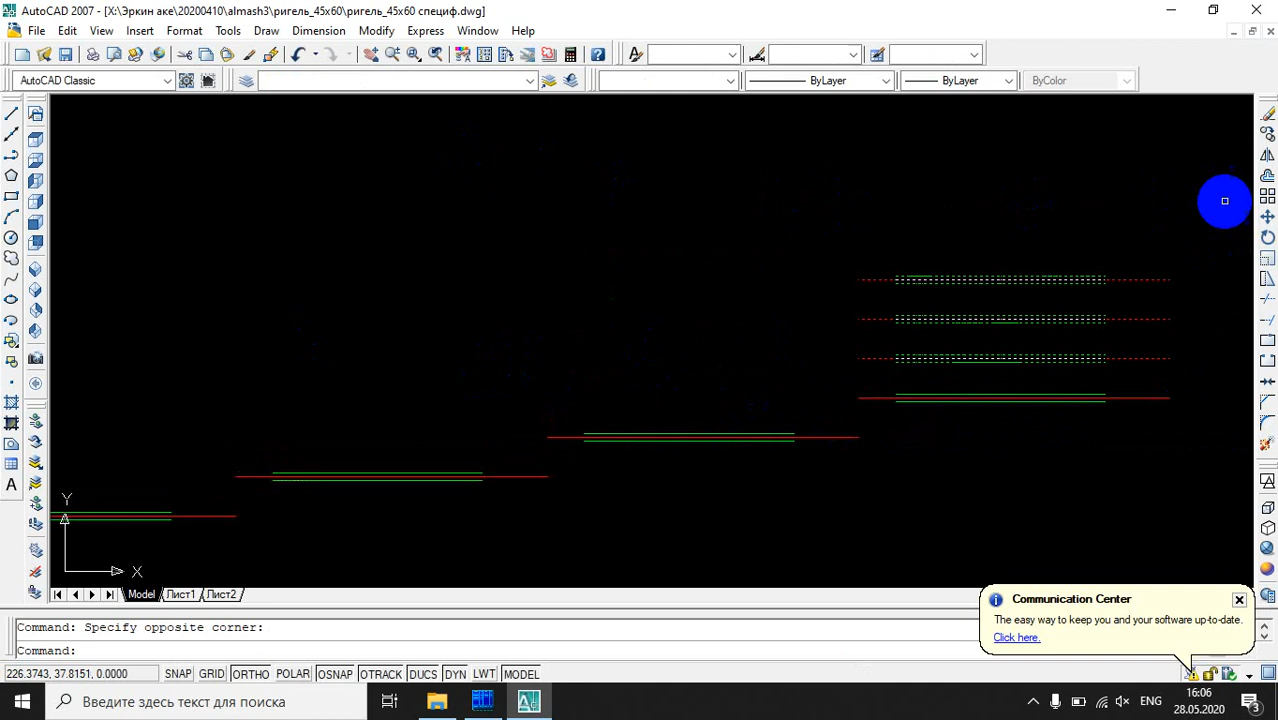 AutoCAD 2007 - [X:\Эркин аке\20200410\almash3\ригель_45x60\ригель_45x60 специф.dwg]
File Edit View Insert Format Tools Draw Dimension Modify Express Window Help
AutoCAD Classic ByLayer ByLayer ByColor
Y
X
Model Лист1 Лист2
Communication Center
The easy way to keep you and your software up-to-date.
Click here.
Command: Specify opposite corner:
Command:
226.3743, 37.8151, 0.0000 SNAP GRID ORTHO POLAR OSNAP OTRACK DUCS DYN LWT MODEL
Введите здесь текст для поиска ENG 16:06 28.05.2020 3